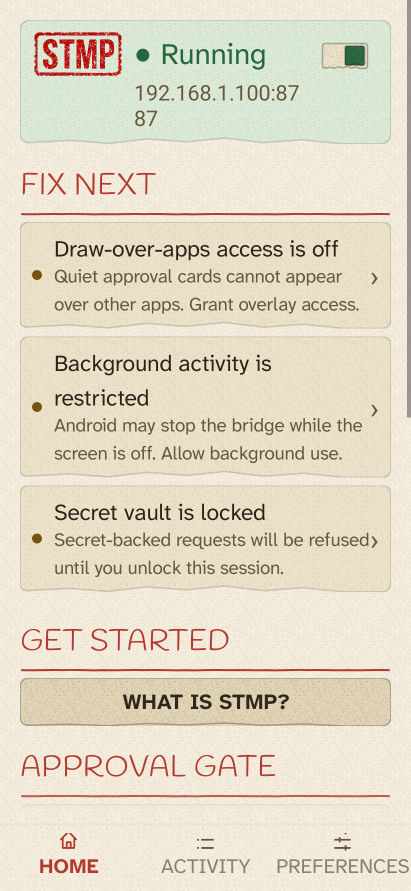 STMP
Running
192.168.1.100:87
87
FIX NEXT
Draw-over-apps access is off
Quiet approval cards cannot appear
over other apps. Grant overlay access.
Background activity is
restricted
Android may stop the bridge while the
screen is off. Allow background use.
Secret vault is locked
Secret-backed requests will be refused
until you unlock this session.
GET STARTED
WHAT IS STMP?
APPROVAL GATE
HOME
ACTIVITY
PREFERENCES